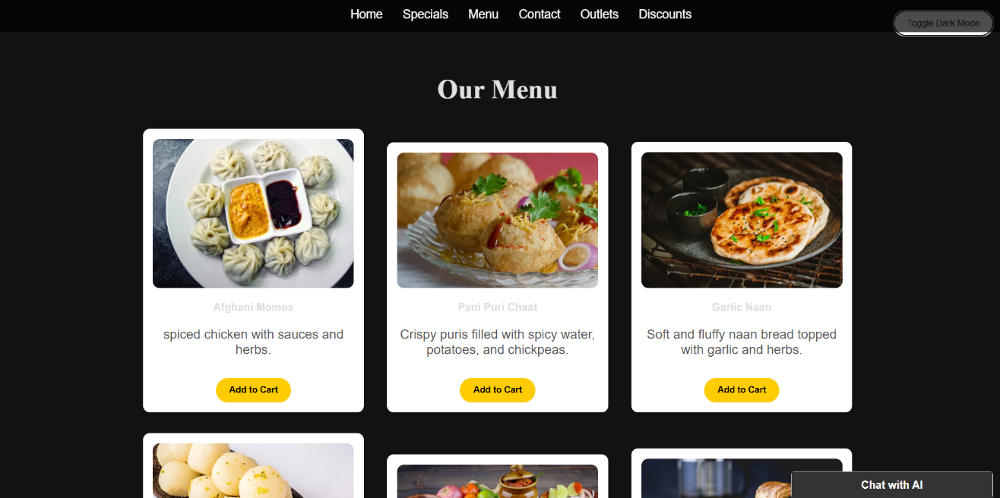 Home Specials Menu Contact Outlets Discounts
Toggle Dark Mode
Our Menu
Afghani Momos
spiced chicken with sauces and
herbs.
Add to Cart
Pani Puri Chaat
Crispy puris filled with spicy water,
potatoes, and chickpeas.
Add to Cart
Garlic Naan
Soft and fluffy naan bread topped
with garlic and herbs.
Add to Cart
Chat with AI